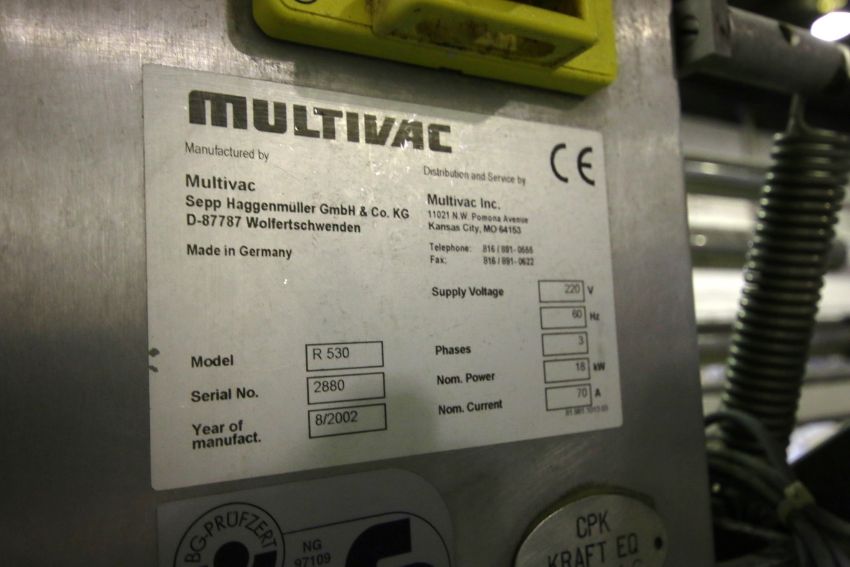 MULTIVAC
CE
Manufactured by
Multivac
Sepp Haggenmüller GmbH & Co. KG
D-87787 Wolfertschwenden
Made in Germany
Distribution and Service by
Multivac Inc.
11021 N.W. Pomona Avenue
Kansas City, MO 64153
Telephone: 816 / 891-0555
Fax: 816 / 891-0622
Supply Voltage 220 V
60 Hz
Phases 3
Nom. Power 18 kW
Nom. Current 70 A
Model R 530
Serial No. 2880
Year of
manufact. 8/2002
BG-PRÜFZERT
NG
97109
CPK
KRAFT EQ